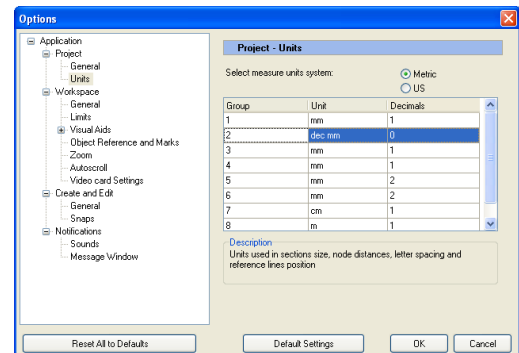 Options
Application
Project
General
Units
Workspace
General
Limits
Visual Aids
Object Reference and Marks
Zoom
Autoscroll
Video card Settings
Create and Edit
General
Snaps
Notifications
Sounds
Message Window
Project - Units
Select measure units system:
Metric
US
Group Unit Decimals
1 mm 1
2 dec mm 0
3 mm 1
4 mm 1
5 mm 2
6 mm 2
7 cm 1
8 m 1
Description
Units used in sections size, node distances, letter spacing and
reference lines position
Reset All to Defaults
Default Settings
OK
Cancel